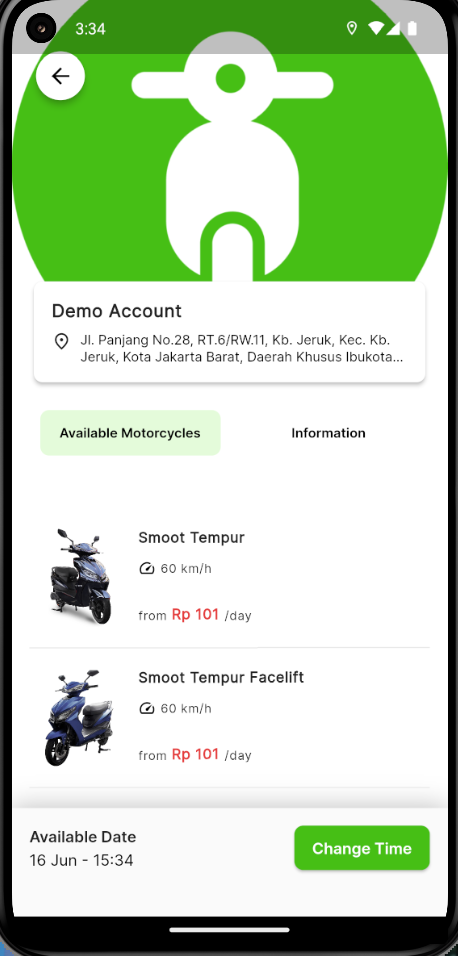 3:34
Demo Account
Jl. Panjang No.28, RT.6/RW.11, Kb. Jeruk, Kec. Kb.
Jeruk, Kota Jakarta Barat, Daerah Khusus Ibukota...
Available Motorcycles
Information
Smoot Tempur
60 km/h
from Rp 101 /day
Smoot Tempur Facelift
60 km/h
from Rp 101 /day
Available Date
16 Jun - 15:34
Change Time